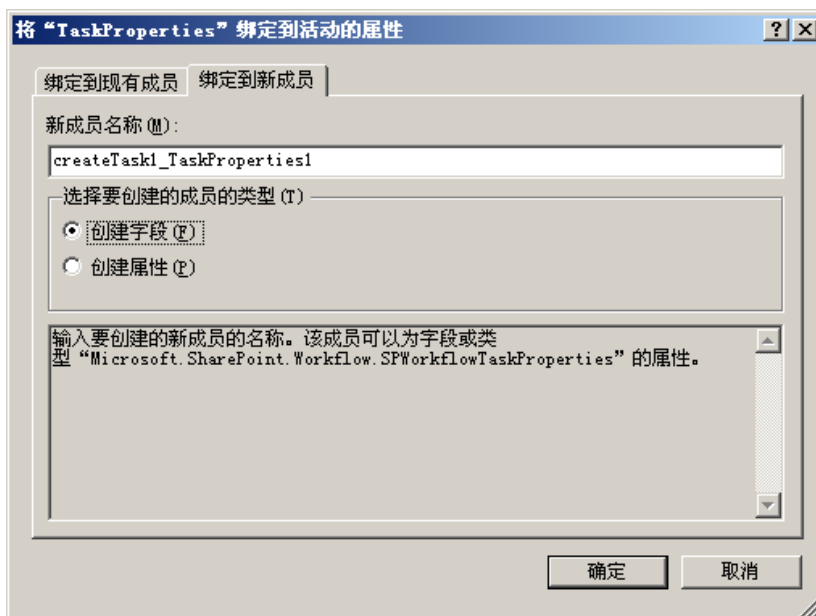 将“TaskProperties”绑定到活动的属性
绑定到现有成员 绑定到新成员
新成员名称(M):
createTask1_TaskProperties1
选择要创建的成员的类型(T)
创建字段(F)
创建属性(P)
输入要创建的新成员的名称。该成员可以为字段或类
型“Microsoft.SharePoint.Workflow.SPWorkflowTaskProperties”的属性。
确定 取消